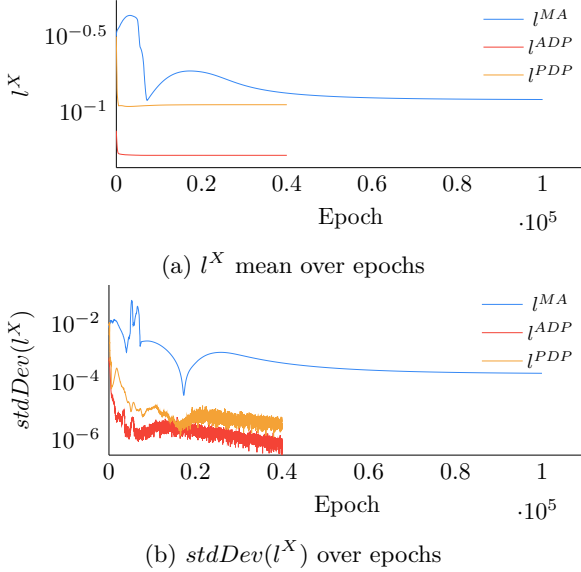 10^{-0.5}
10^{-1}
l^X
l^{MA}
l^{ADP}
l^{PDP}
0 0.2 0.4 0.6 0.8 1
Epoch
·10^5
(a) l^X mean over epochs
10^{-2}
10^{-4}
10^{-6}
stdDev(l^X)
l^{MA}
l^{ADP}
l^{PDP}
0 0.2 0.4 0.6 0.8 1
Epoch
·10^5
(b) stdDev(l^X) over epochs